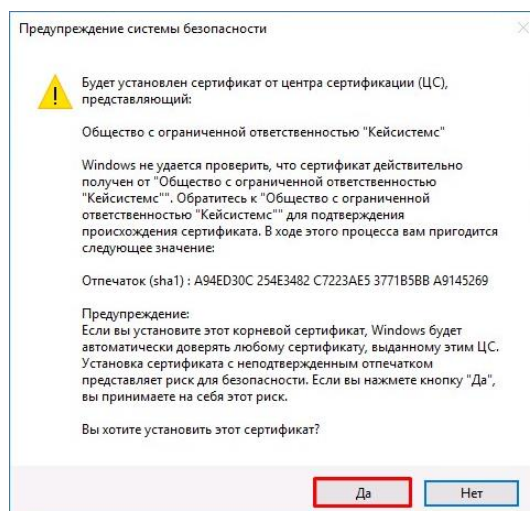 Предупреждение системы безопасности
Будет установлен сертификат от центра сертификации (ЦС),
представляющий:
Общество с ограниченной ответственностью "Кейсистемс"
Windows не удается проверить, что сертификат действительно
получен от "Общество с ограниченной ответственностью
"Кейсистемс"". Обратитесь к "Общество с ограниченной
ответственностью "Кейсистемс"" для подтверждения
происхождения сертификата. В ходе этого процесса вам пригодится
следующее значение:
Отпечаток (sha1) : A94ED30C 254E3482 C7223AE5 3771B5BB A9145269
Предупреждение:
Если вы установите этот корневой сертификат, Windows будет
автоматически доверять любому сертификату, выданному этим ЦС.
Установка сертификата с неподтвержденным отпечатком
представляет риск для безопасности. Если вы нажмете кнопку "Да",
вы принимаете на себя этот риск.
Вы хотите установить этот сертификат?
Да
Нет